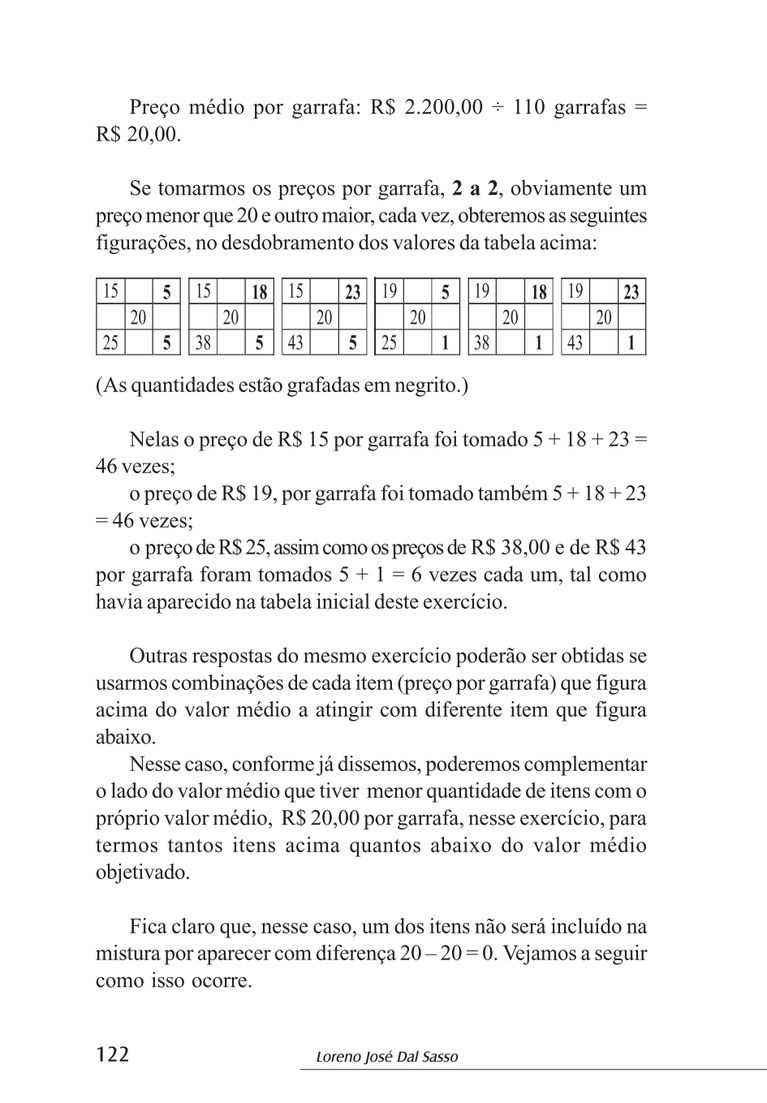 Preço médio por garrafa: R$ 2.200,00 ÷ 110 garrafas =
R$ 20,00.
Se tomarmos os preços por garrafa, 2 a 2, obviamente um
preço menor que 20 e outro maior, cada vez, obteremos as seguintes
figurações, no desdobramento dos valores da tabela acima:
15 5 15 18 15 23 19 5 19 18 19 23
20 20 20 20 20 20
25 5 38 5 43 5 25 1 38 1 43 1
(As quantidades estão grafadas em negrito.)
Nelas o preço de R$ 15 por garrafa foi tomado 5 + 18 + 23 =
46 vezes;
o preço de R$ 19, por garrafa foi tomado também 5 + 18 + 23
= 46 vezes;
o preço de R$ 25, assim como os preços de R$ 38,00 e de R$ 43
por garrafa foram tomados 5 + 1 = 6 vezes cada um, tal como
havia aparecido na tabela inicial deste exercício.
Outras respostas do mesmo exercício poderão ser obtidas se
usarmos combinações de cada item (preço por garrafa) que figura
acima do valor médio a atingir com diferente item que figura
abaixo.
Nesse caso, conforme já dissemos, poderemos complementar
o lado do valor médio que tiver menor quantidade de itens com o
próprio valor médio, R$ 20,00 por garrafa, nesse exercício, para
termos tantos itens acima quantos abaixo do valor médio
objetivado.
Fica claro que, nesse caso, um dos itens não será incluído na
mistura por aparecer com diferença 20 – 20 = 0. Vejamos a seguir
como isso ocorre.
122 Loreno José Dal Sasso